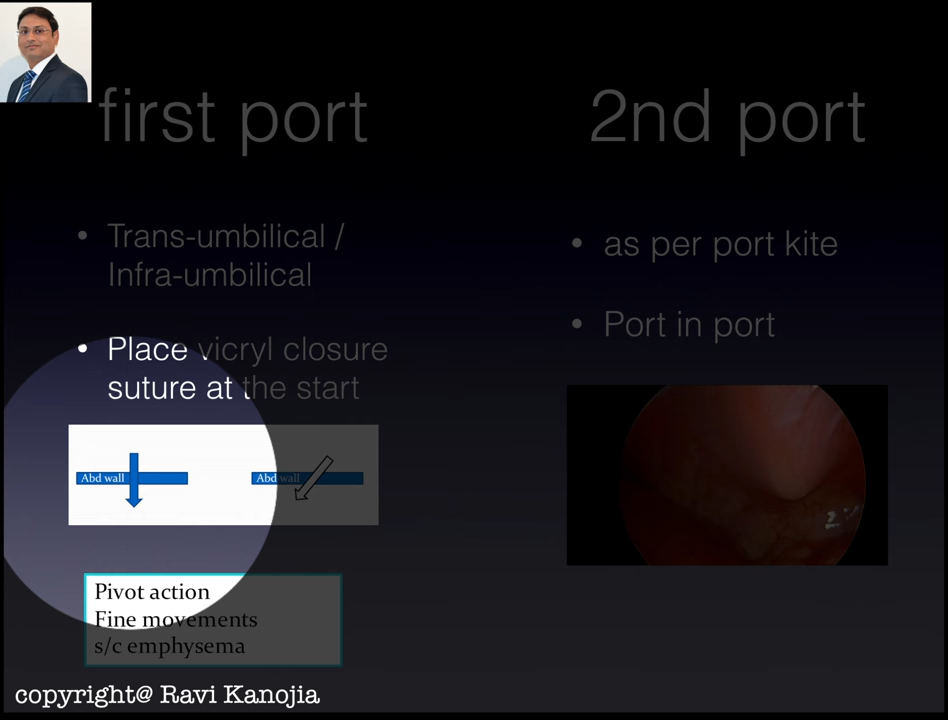 first port
• Trans-umbilical /
Infra-umbilical
• Place vicryl closure
suture at the start
Abd wall
Abd wall
Pivot action
Fine movements
s/c emphysema
2nd port
• as per port kite
• Port in port
copyright@ Ravi Kanojia